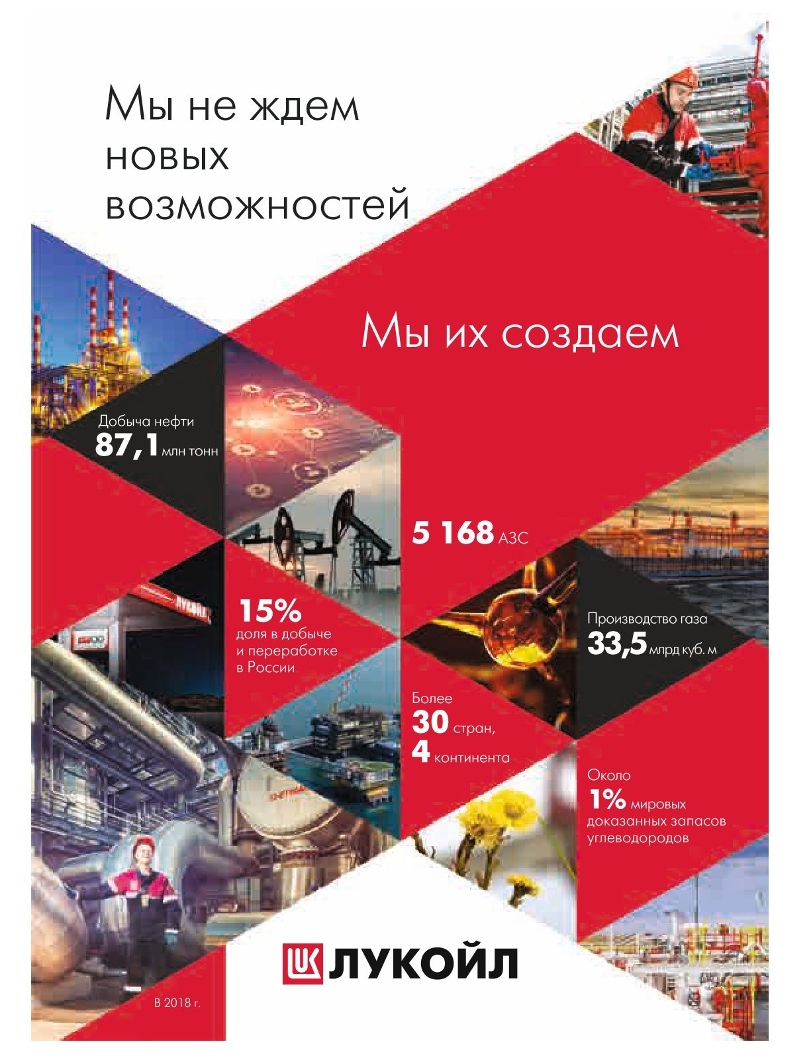 Мы не ждем
новых
возможностей
Мы их создаем
Добыча нефти
87,1 млн тонн
5 168 АЗС
ЛУКОЙЛ
15%
доля в добыче
и переработке
в России
Производство газа
33,5 млрд куб. м
Более
30 стран,
4 континента
Около
1% мировых
доказанных запасов
углеводородов
LUK ЛУКОЙЛ
В 2018 г.